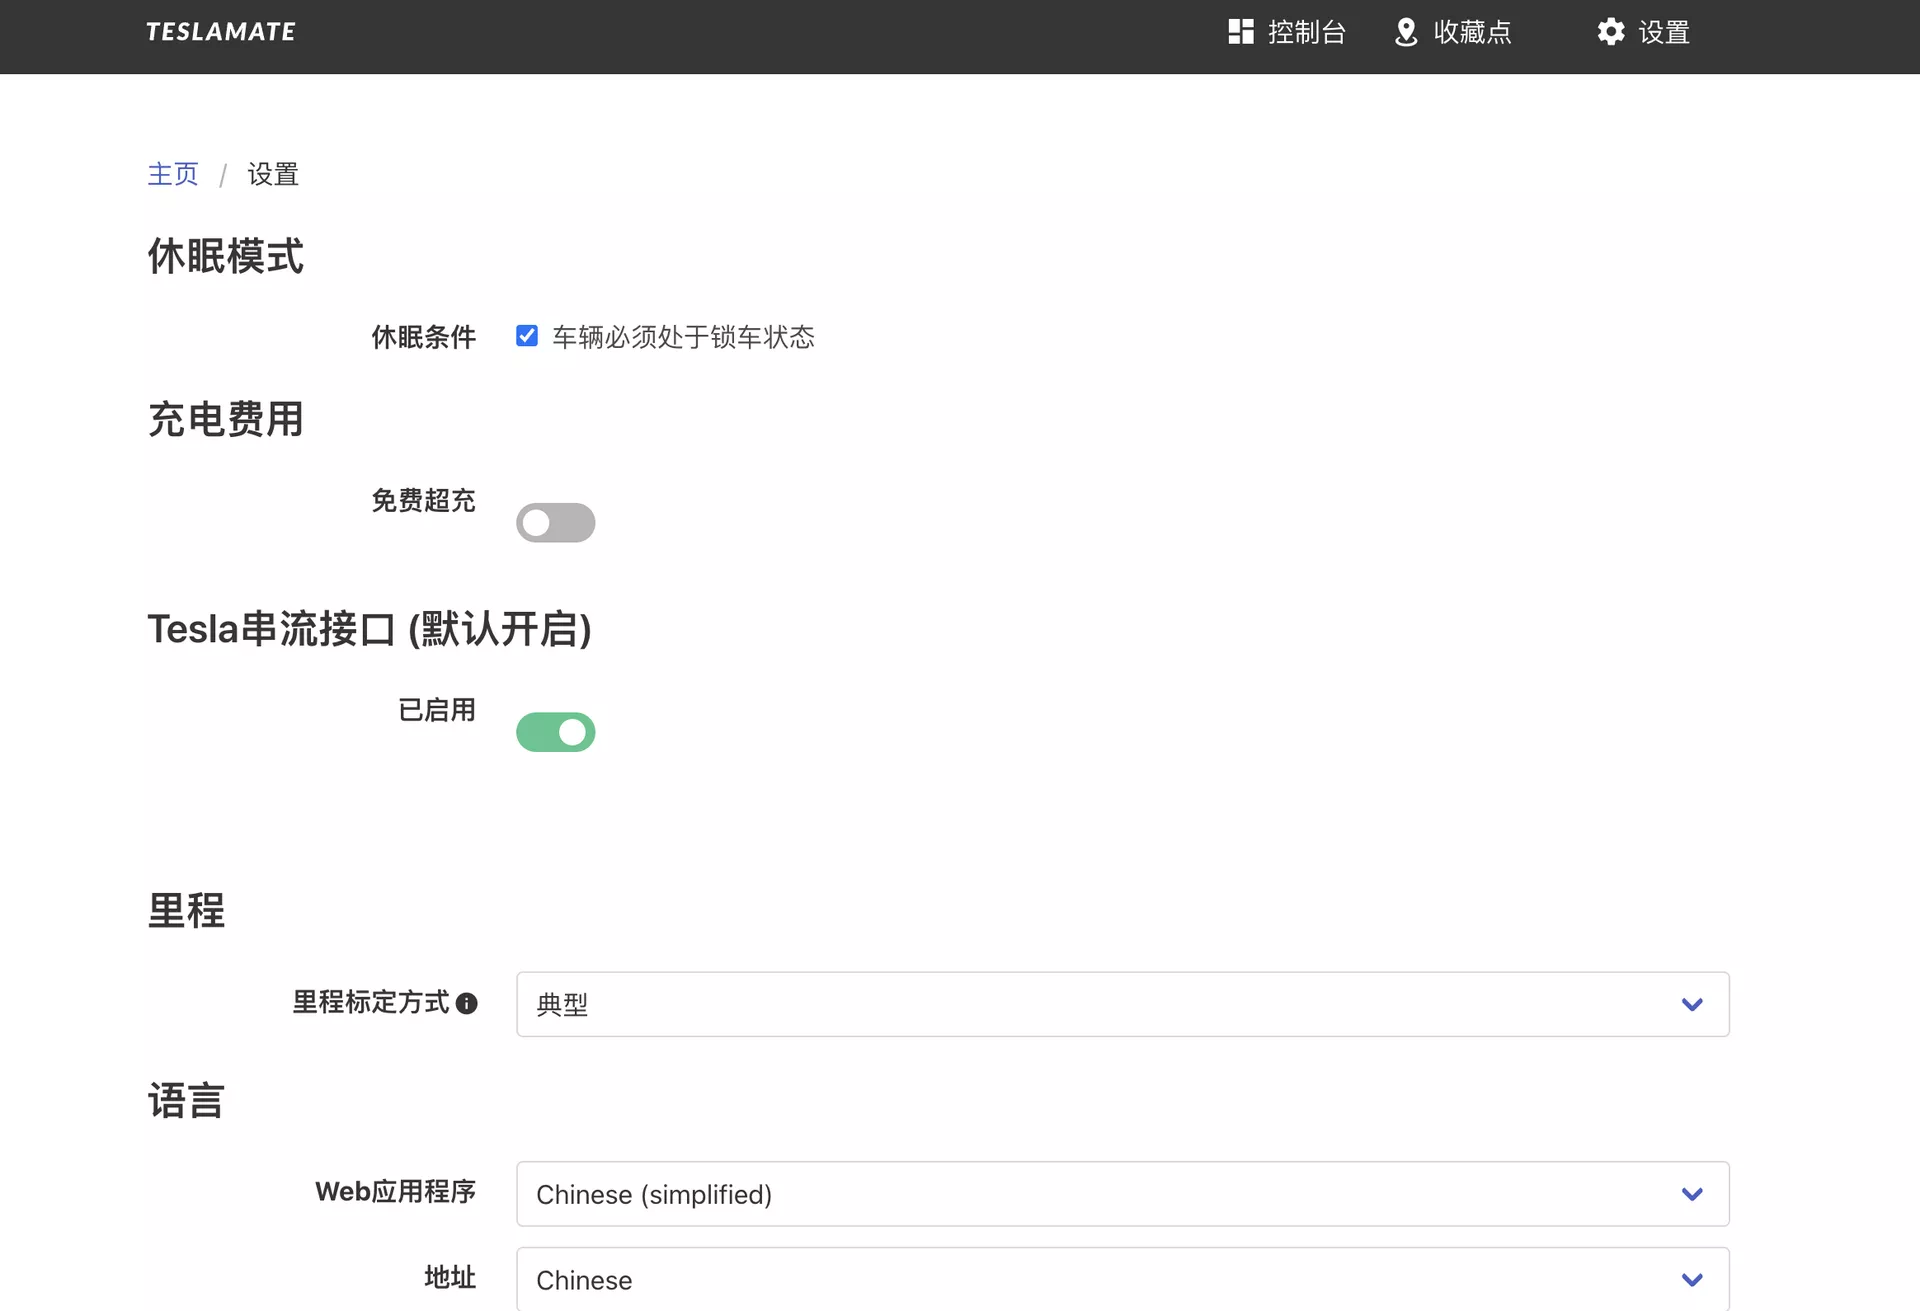 TESLAMATE
控制台
收藏点
设置
主页 / 设置
休眠模式
休眠条件 车辆必须处于锁车状态
充电费用
免费超充
Tesla串流接口 (默认开启)
已启用
里程
里程标定方式 典型
语言
Web应用程序 Chinese (simplified)
地址 Chinese